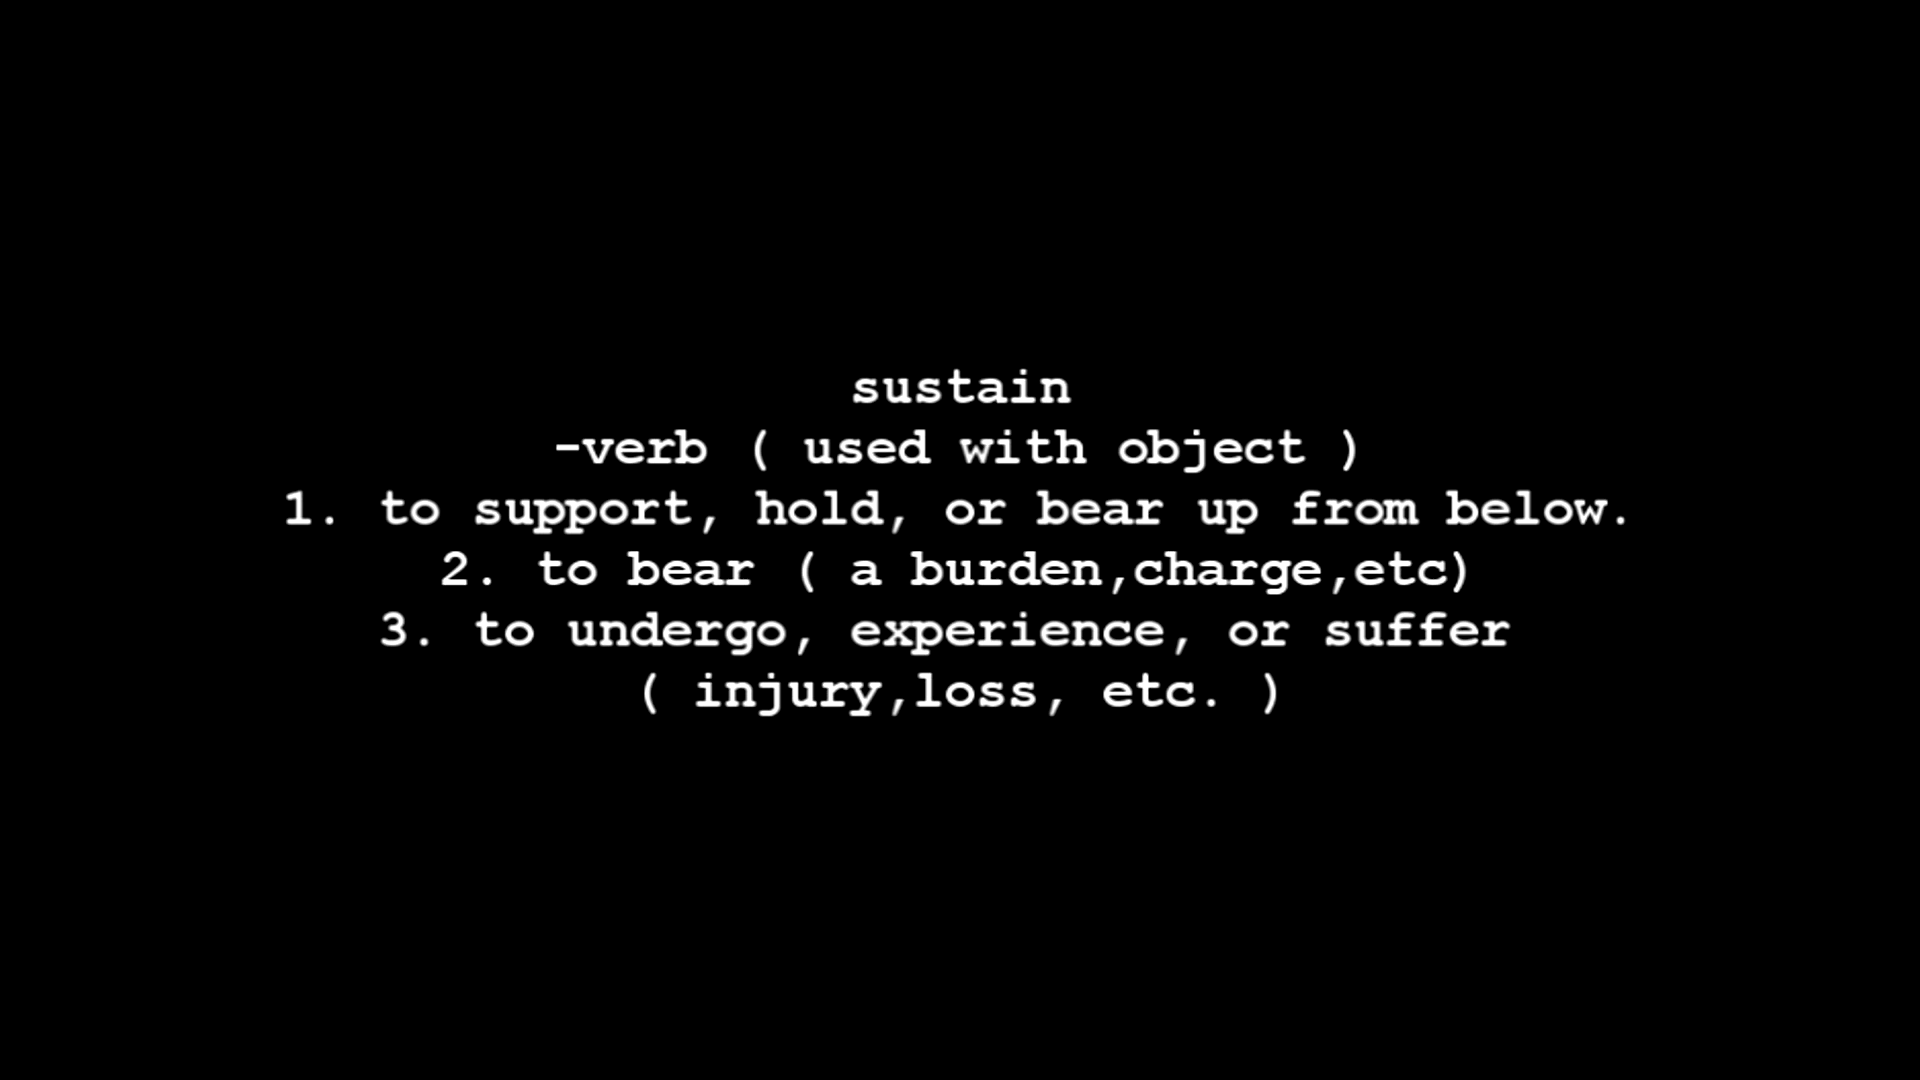 sustain
-verb ( used with object )
1. to support, hold, or bear up from below.
2. to bear ( a burden,charge,etc)
3. to undergo, experience, or suffer
( injury,loss, etc. )